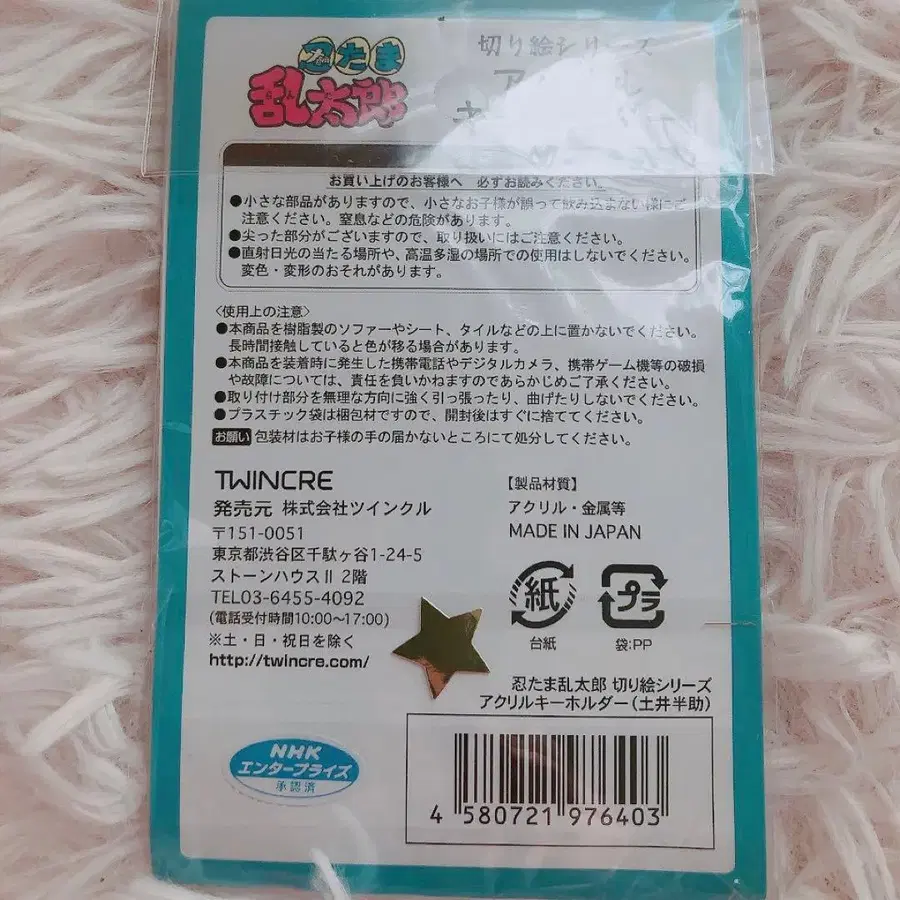 忍たま
乱太郎
切り絵シリーズ
お買い上げのお客様へ 必ずお読みください。
●小さな部品がありますので、小さなお子様が誤って飲み込まない様にご
注意ください。窒息などの危険があります。
●尖った部分がございますので、取り扱いにはご注意ください。
●直射日光の当たる場所や、高温多湿の場所での使用はしないでください。
変色・変形のおそれがあります。
〈使用上の注意〉
●本商品を樹脂製のソファーやシート、タイルなどの上に置かないでください。
長時間接触していると色が移る場合があります。
●本商品を装着時に発生した携帯電話やデジタルカメラ、携帯ゲーム機等の破損
や故障については、責任を負いかねますのであらかじめご了承ください。
●取り付け部分を無理な方向に強く引っ張ったり、曲げたりしないでください。
●プラスチック袋は梱包材ですので、開封後はすぐに捨ててください。
お願い 包装材はお子様の手の届かないところにて処分してください。
TWINCRE
発売元 株式会社ツインクル
〒151-0051
東京都渋谷区千駄ヶ谷1-24-5
ストーンハウスⅡ 2階
TEL03-6455-4092
(電話受付時間10:00～17:00)
※土・日・祝日を除く
http://twincre.com/
【製品材質】
アクリル・金属等
MADE IN JAPAN
紙
台紙
プラ
袋:PP
忍たま乱太郎 切り絵シリーズ
アクリルキーホルダー(土井半助)
NHK
エンタープライズ
承認済
4 580721 976403